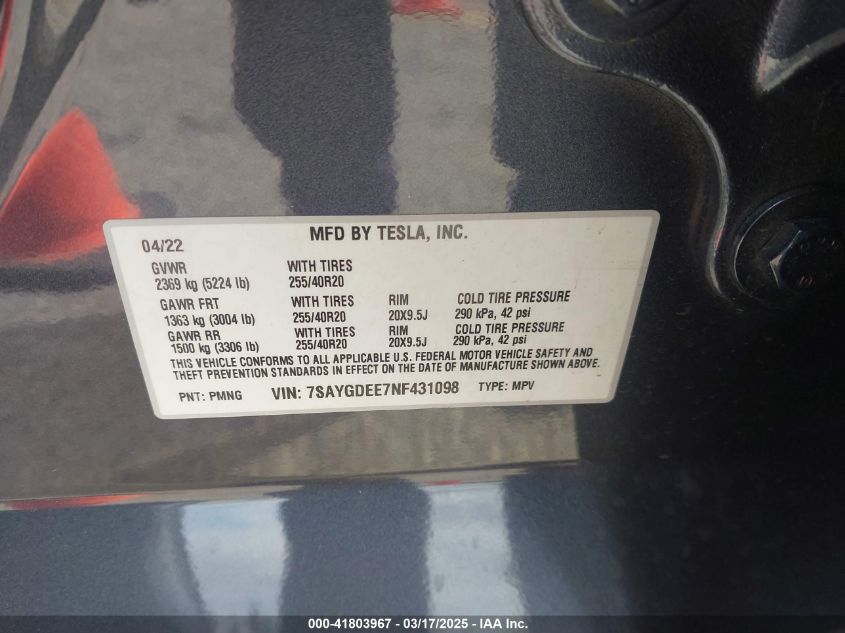 MFD BY TESLA, INC.
04/22
GVWR WITH TIRES
2369 kg (5224 lb) 255/40R20
GAWR FRT WITH TIRES RIM COLD TIRE PRESSURE
1363 kg (3004 lb) 255/40R20 20X9.5J 290 kPa, 42 psi
GAWR RR WITH TIRES RIM COLD TIRE PRESSURE
1500 kg (3306 lb) 255/40R20 20X9.5J 290 kPa, 42 psi
THIS VEHICLE CONFORMS TO ALL APPLICABLE U.S. FEDERAL MOTOR VEHICLE SAFETY AND
THEFT PREVENTION STANDARDS IN EFFECT ON THE DATE OF MANUFACTURE SHOWN ABOVE.
PNT: PMNG VIN: 7SAYGDEE7NF431098 TYPE: MPV
000-41803967 - 03/17/2025 - IAA Inc.